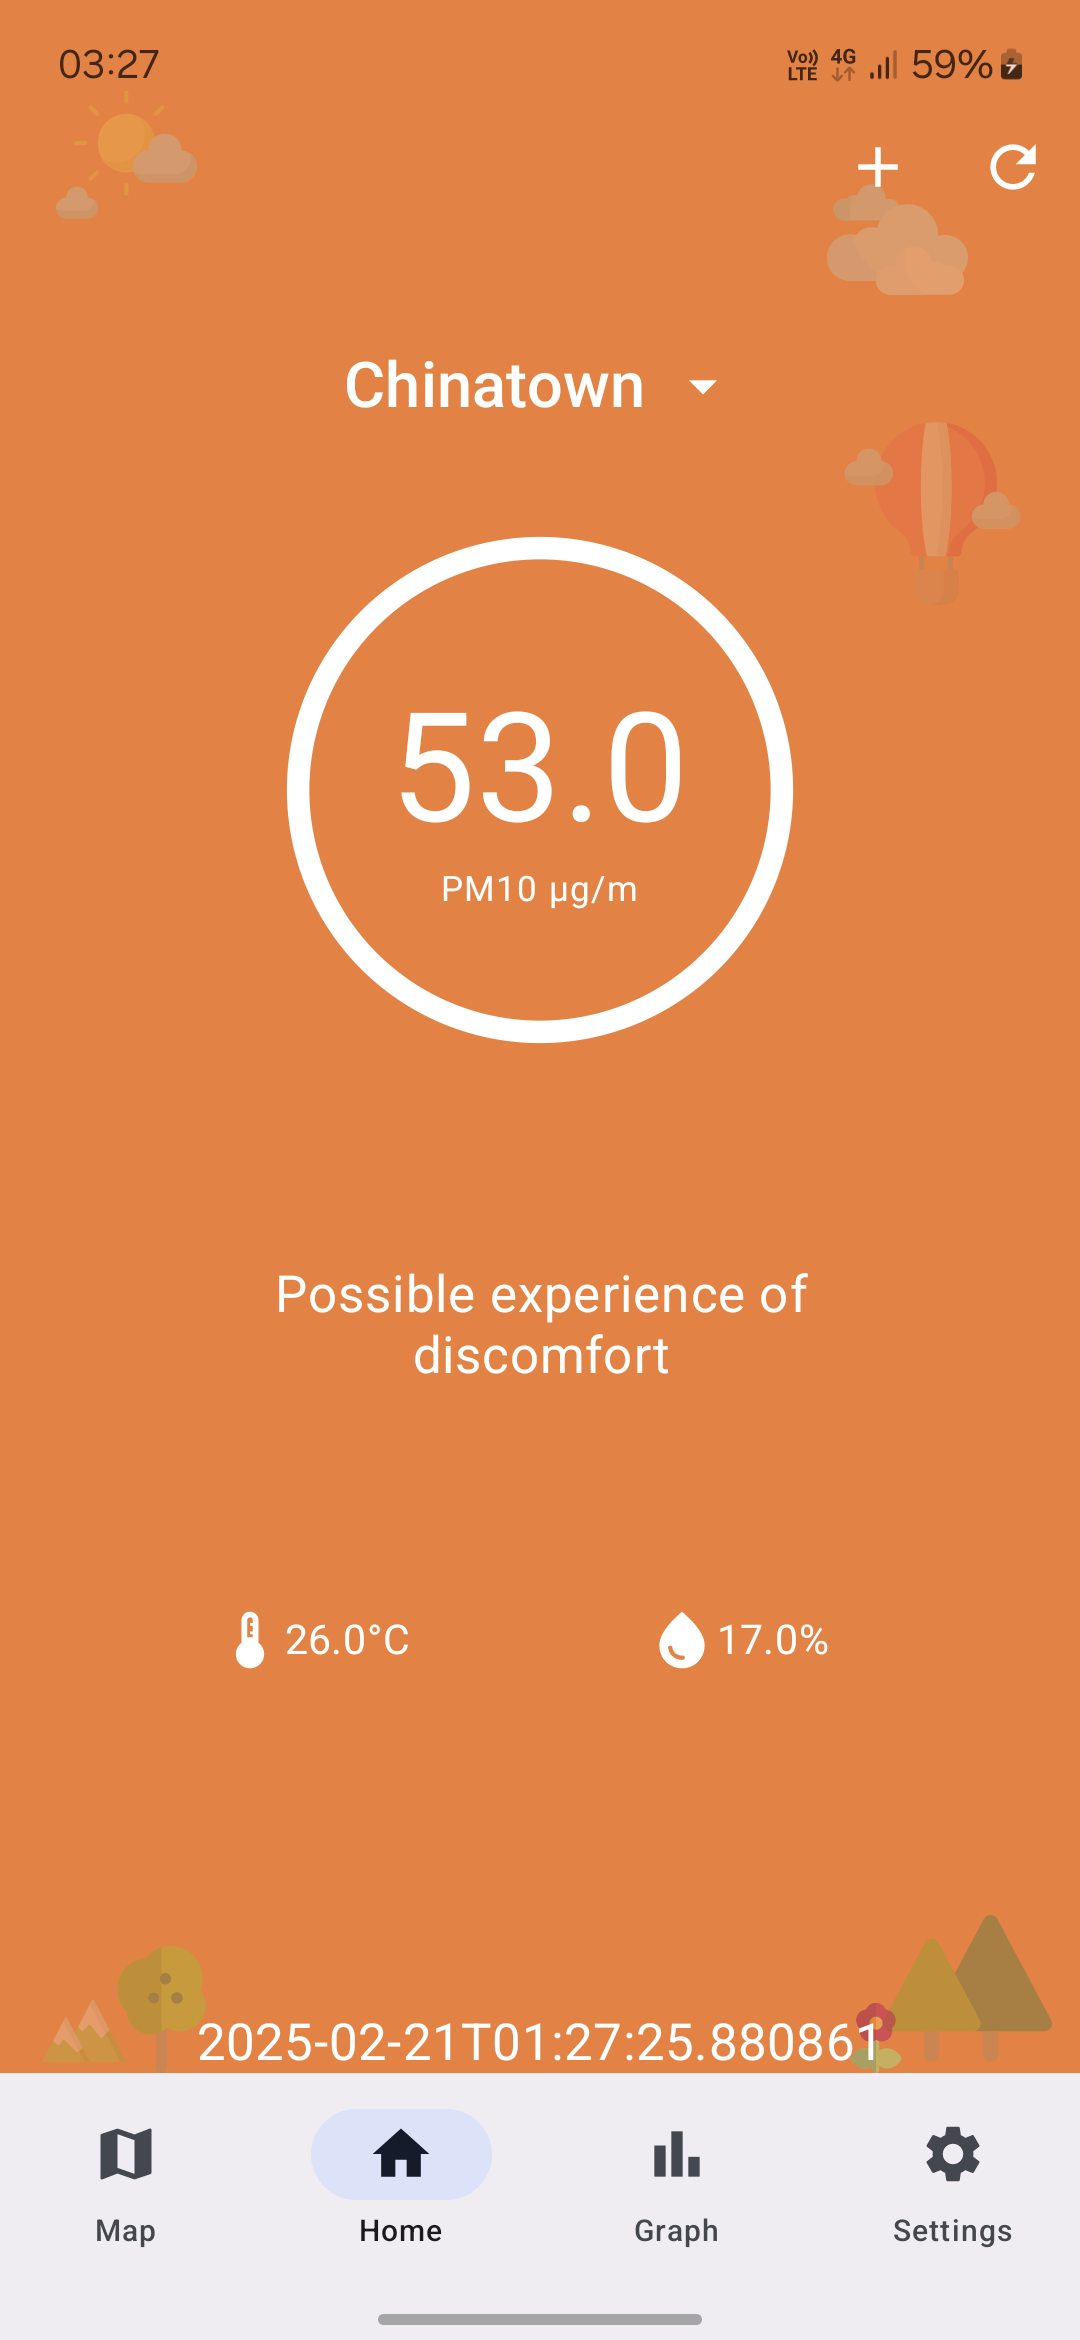 03:27
Vo)) LTE 4G 59%
Chinatown
53.0
PM10 µg/m
Possible experience of
discomfort
26.0°C 17.0%
2025-02-21T01:27:25.880861
Map Home Graph Settings